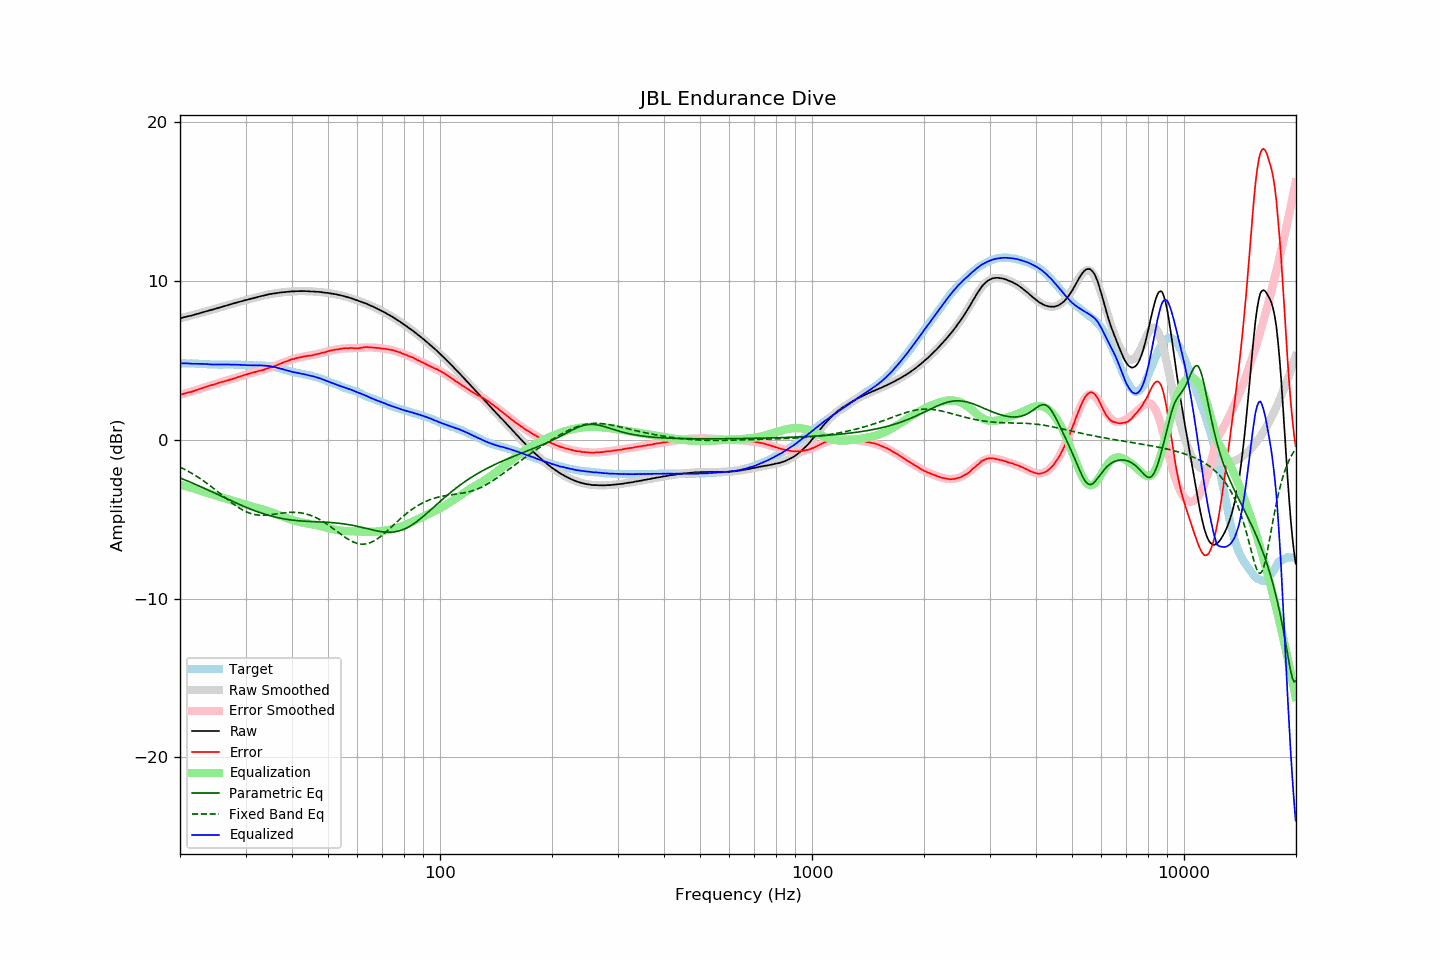 JBL Endurance Dive
20
10
0
−10
−20
Amplitude (dBr)
100
1000
10000
Frequency (Hz)
Target
Raw Smoothed
Error Smoothed
Raw
Error
Equalization
Parametric Eq
Fixed Band Eq
Equalized